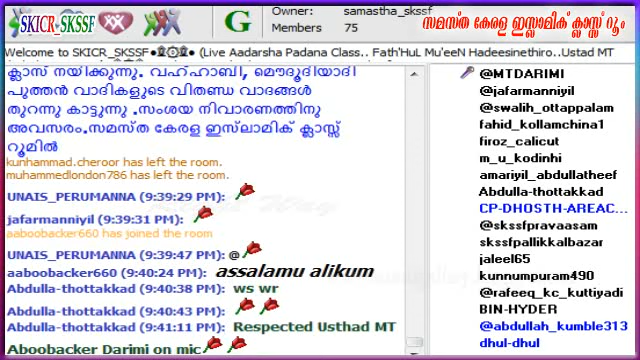 SKICR_SKSSF
G
Owner: samastha_skssf
Members 75
സമസ്ത കേരള ഇസ്ലാമിക് ക്ലാസ്സ് റൂം
Welcome to SKICR_SKSSF●۩۞۩● (Live Aadarsha Padana Class.. Fath'HuL Mu'eeN Hadeesinethiro..Ustad MT
ക്ലാസ് നയിക്കുന്നു. വഹ്ഹാബി, മൌദൂദിയാദി
പുത്തൻ വാദികളുടെ വിതണ്ഡ വാദങ്ങൾ
തുറന്നു കാട്ടുന്നു .സംശയ നിവാരണത്തിനു
അവസരം.സമസ്ത കേരള ഇസ്ലാമിക് ക്ലാസ്സ്
റൂമിൽ
kunhammad.cheroor has left the room.
muhammedlondon786 has left the room.
UNAIS_PERUMANNA (9:39:29 PM):
jafarmanniyil (9:39:31 PM):
aaboobacker660 has joined the room
UNAIS_PERUMANNA (9:39:47 PM): @
aaboobacker660 (9:40:24 PM): assalamu alikum
Abdulla-thottakkad (9:40:38 PM): ws wr
Abdulla-thottakkad (9:40:43 PM):
Abdulla-thottakkad (9:41:11 PM): Respected Usthad MT
Aboobacker Darimi on mic
@MTDARIMI
@jafarmanniyil
@swalih_ottappalam
fahid_kollamchina1
firoz_calicut
m_u_kodinhi
amariyil_abdullatheef
Abdulla-thottakkad
CP-DHOSTH-AREAC...
@skssfpravaasam
skssfpallikkalbazar
jaleel65
kunnumpuram490
@rafeeq_kc_kuttiyadi
BIN-HYDER
@abdullah_kumble313
dhul-dhul